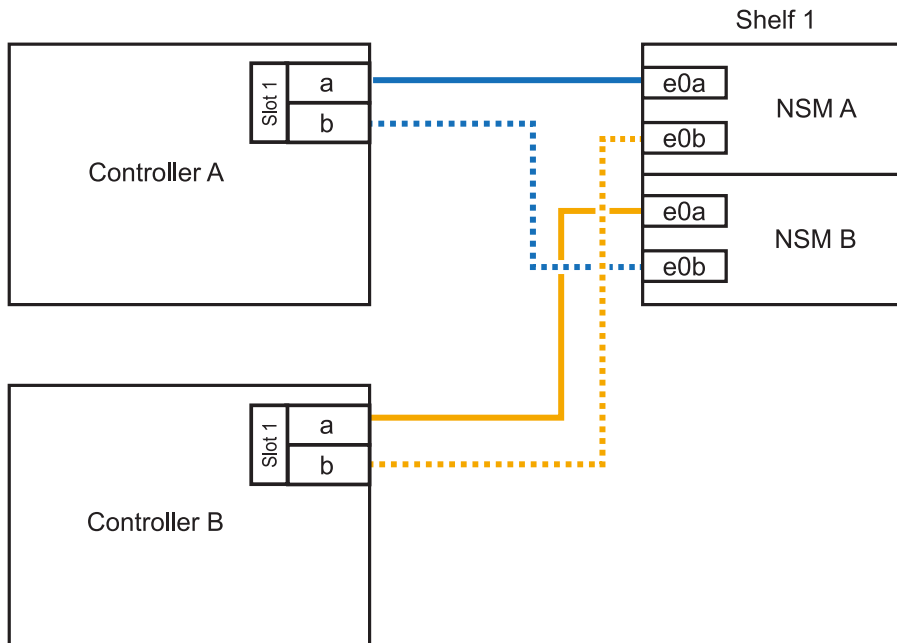 Shelf 1
Slot 1
a
b
Controller A
e0a
e0b
NSM A
e0a
e0b
NSM B
Slot 1
a
b
Controller B